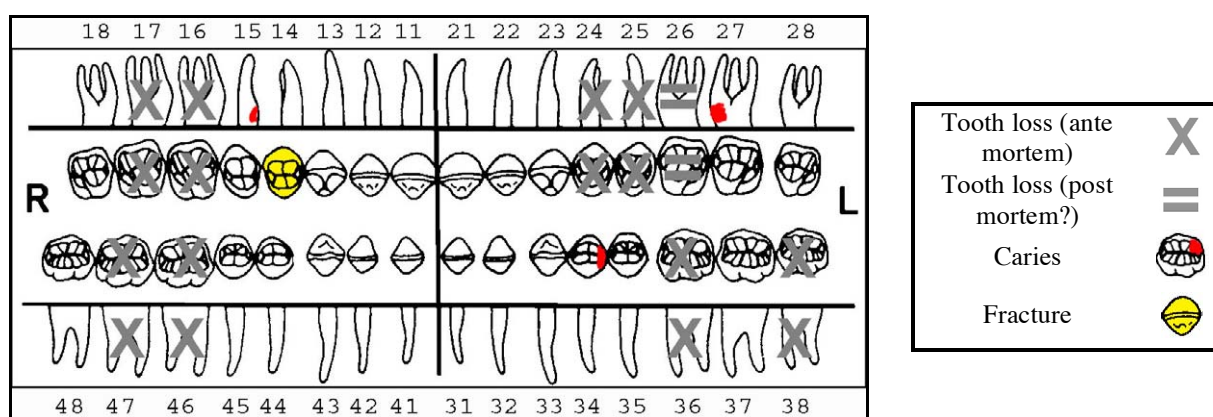 18 17 16 15 14 13 12 11 21 22 23 24 25 26 27 28
R L
48 47 46 45 44 43 42 41 31 32 33 34 35 36 37 38
Tooth loss (ante
mortem)
Tooth loss (post
mortem?)
Caries
Fracture